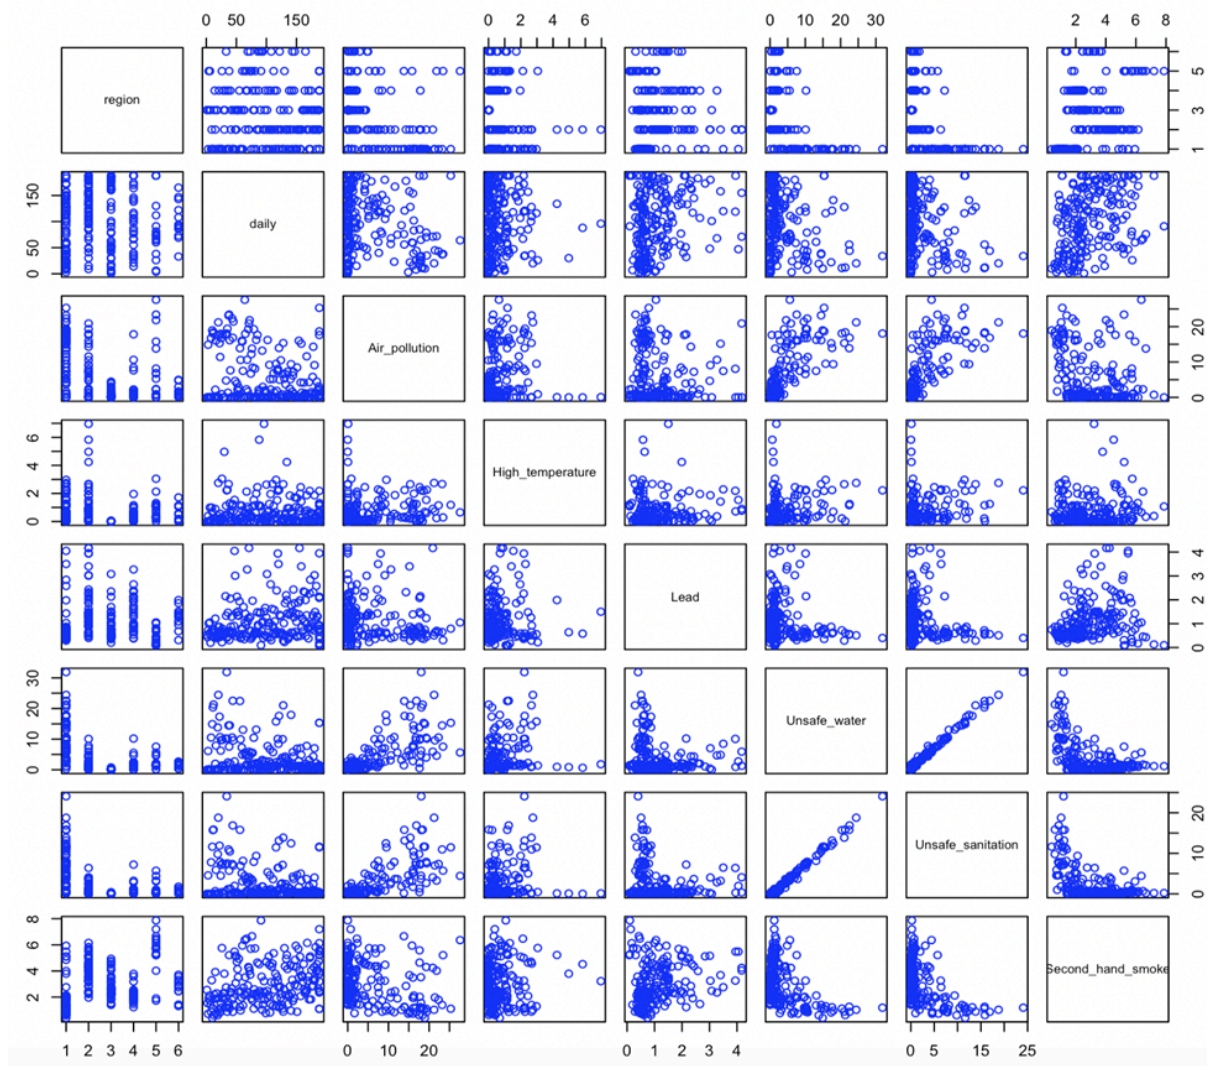 0 50 150
0 2 4 6
0 10 20 30
2 4 6 8
region
1 3 5
0 50 150
daily
Air_pollution
0 10 20
0 2 4 6
High_temperature
Lead
0 1 2 3 4
0 10 20 30
Unsafe_water
Unsafe_sanitation
0 10 20
2 4 6 8
Second_hand_smoke
1 2 3 4 5 6
0 10 20
0 1 2 3 4
0 5 15 25